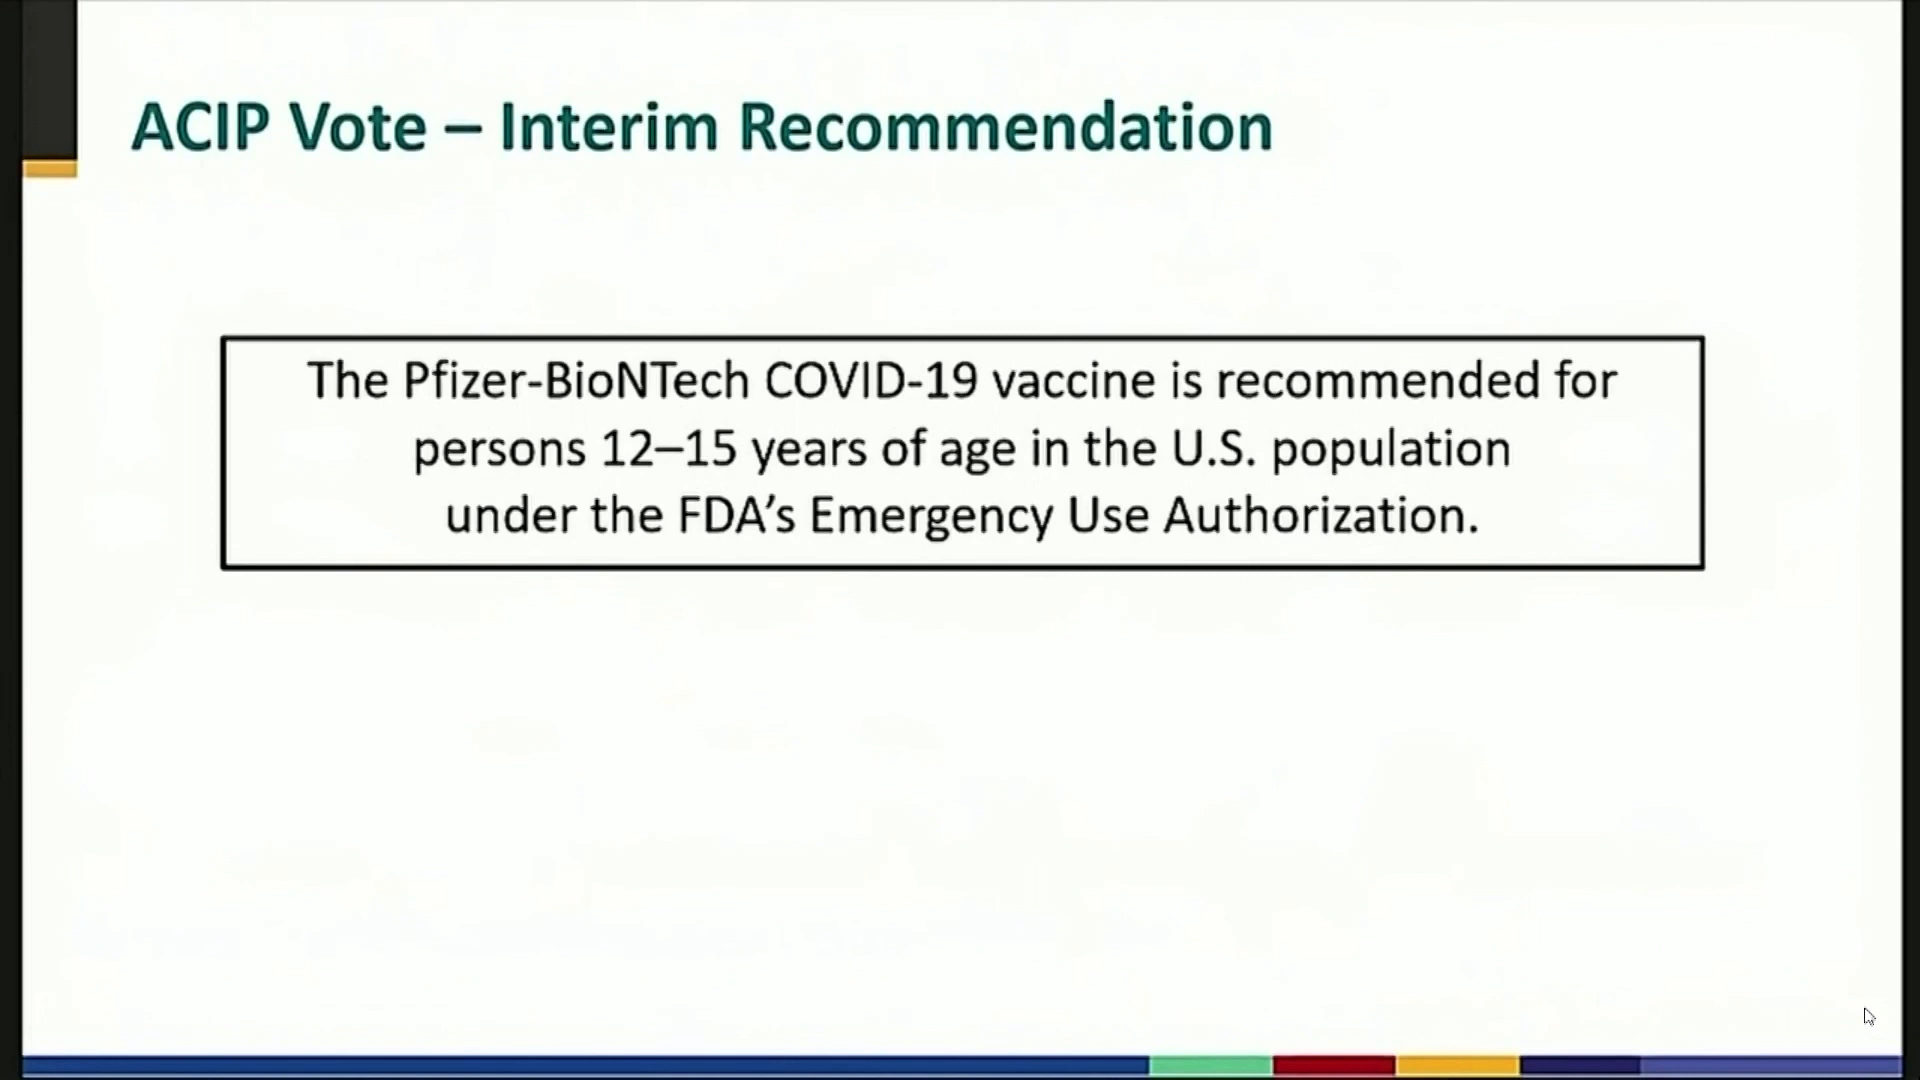 ACIP Vote – Interim Recommendation
The Pfizer-BioNTech COVID-19 vaccine is recommended for
persons 12–15 years of age in the U.S. population
under the FDA’s Emergency Use Authorization.